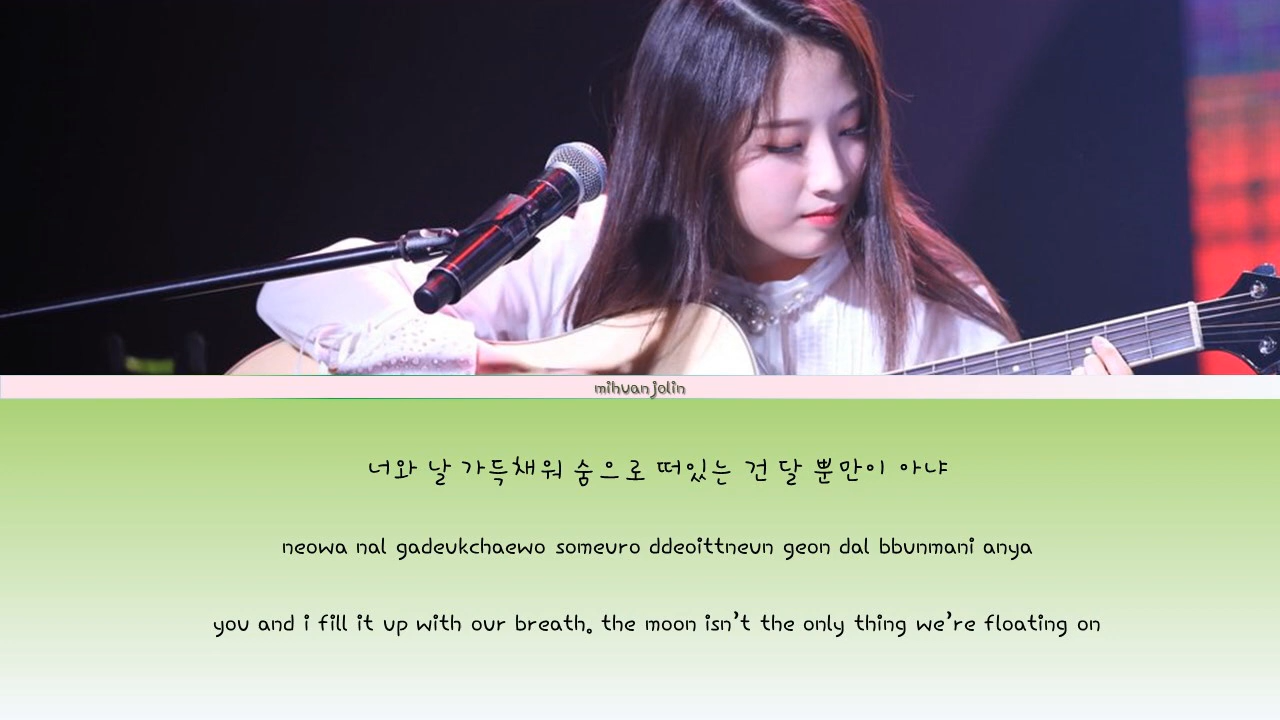 mihuanjolin
너와 날 가득채워 숨으로 떠있는 건 달 뿐만이 아냐
neowa nal gadeukchaewo someuro ddeoittneun geon dal bbunmani anya
you and i fill it up with our breath. the moon isn't the only thing we're floating on